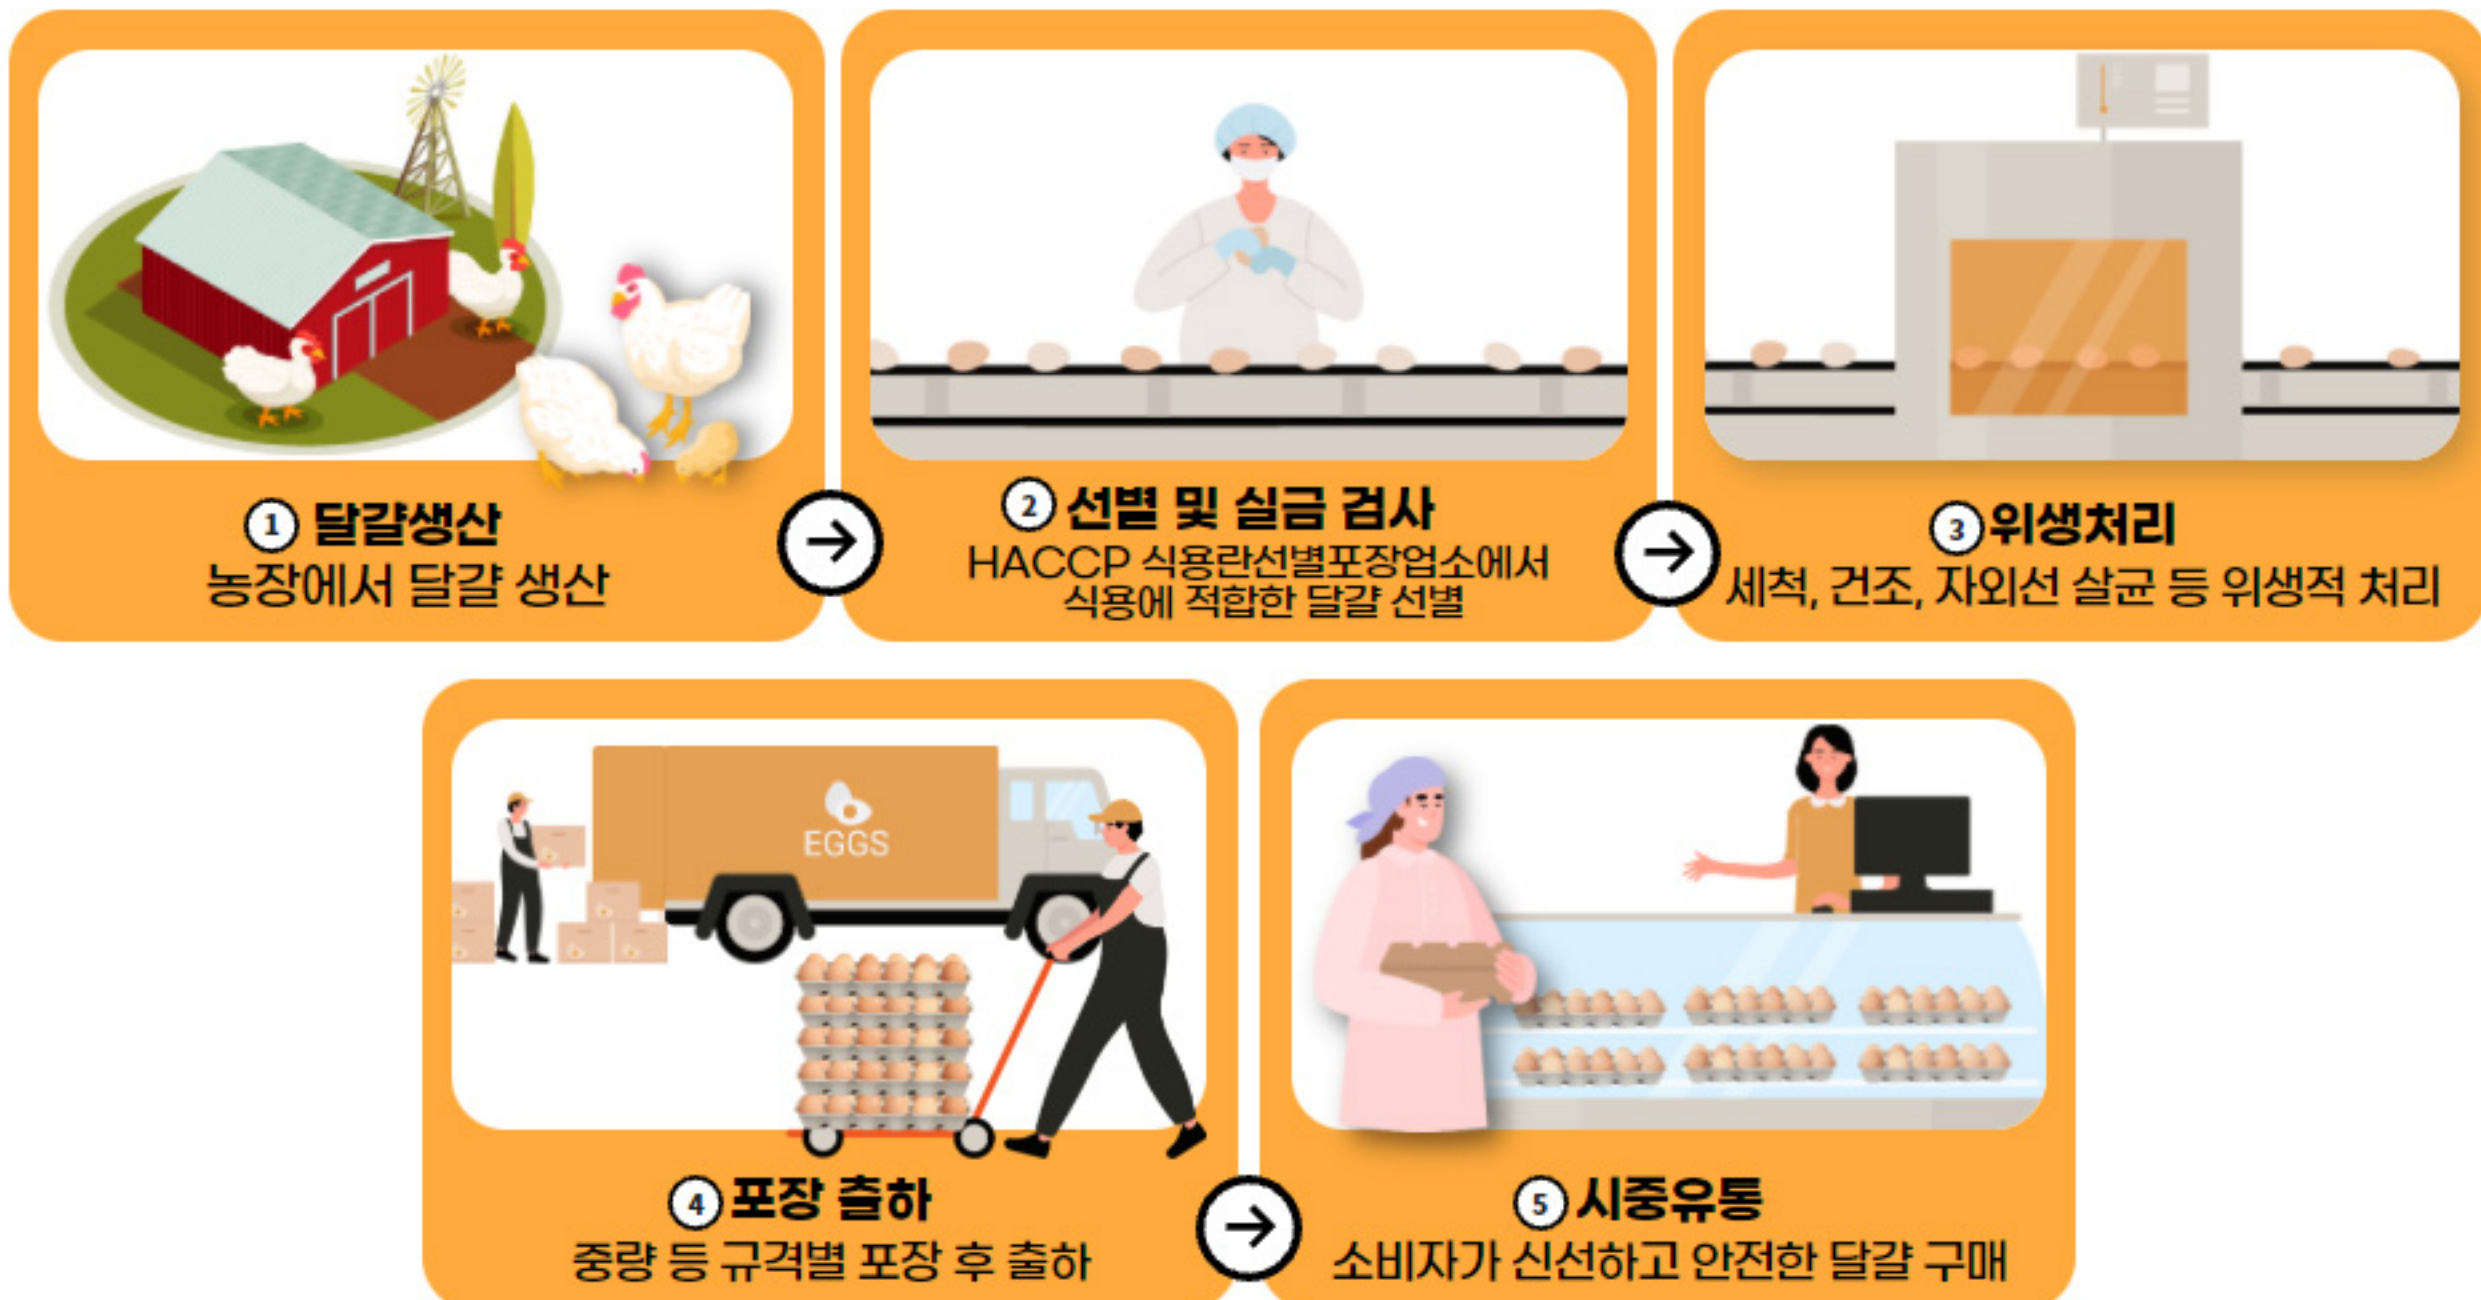 ① 달걀생산
농장에서 달걀 생산
② 선별 및 실금 검사
HACCP 식용란선별포장업소에서
식용에 적합한 달걀 선별
③ 위생처리
세척, 건조, 자외선 살균 등 위생적 처리
EGGS
④ 포장 출하
중량 등 규격별 포장 후 출하
⑤ 시중유통
소비자가 신선하고 안전한 달걀 구매